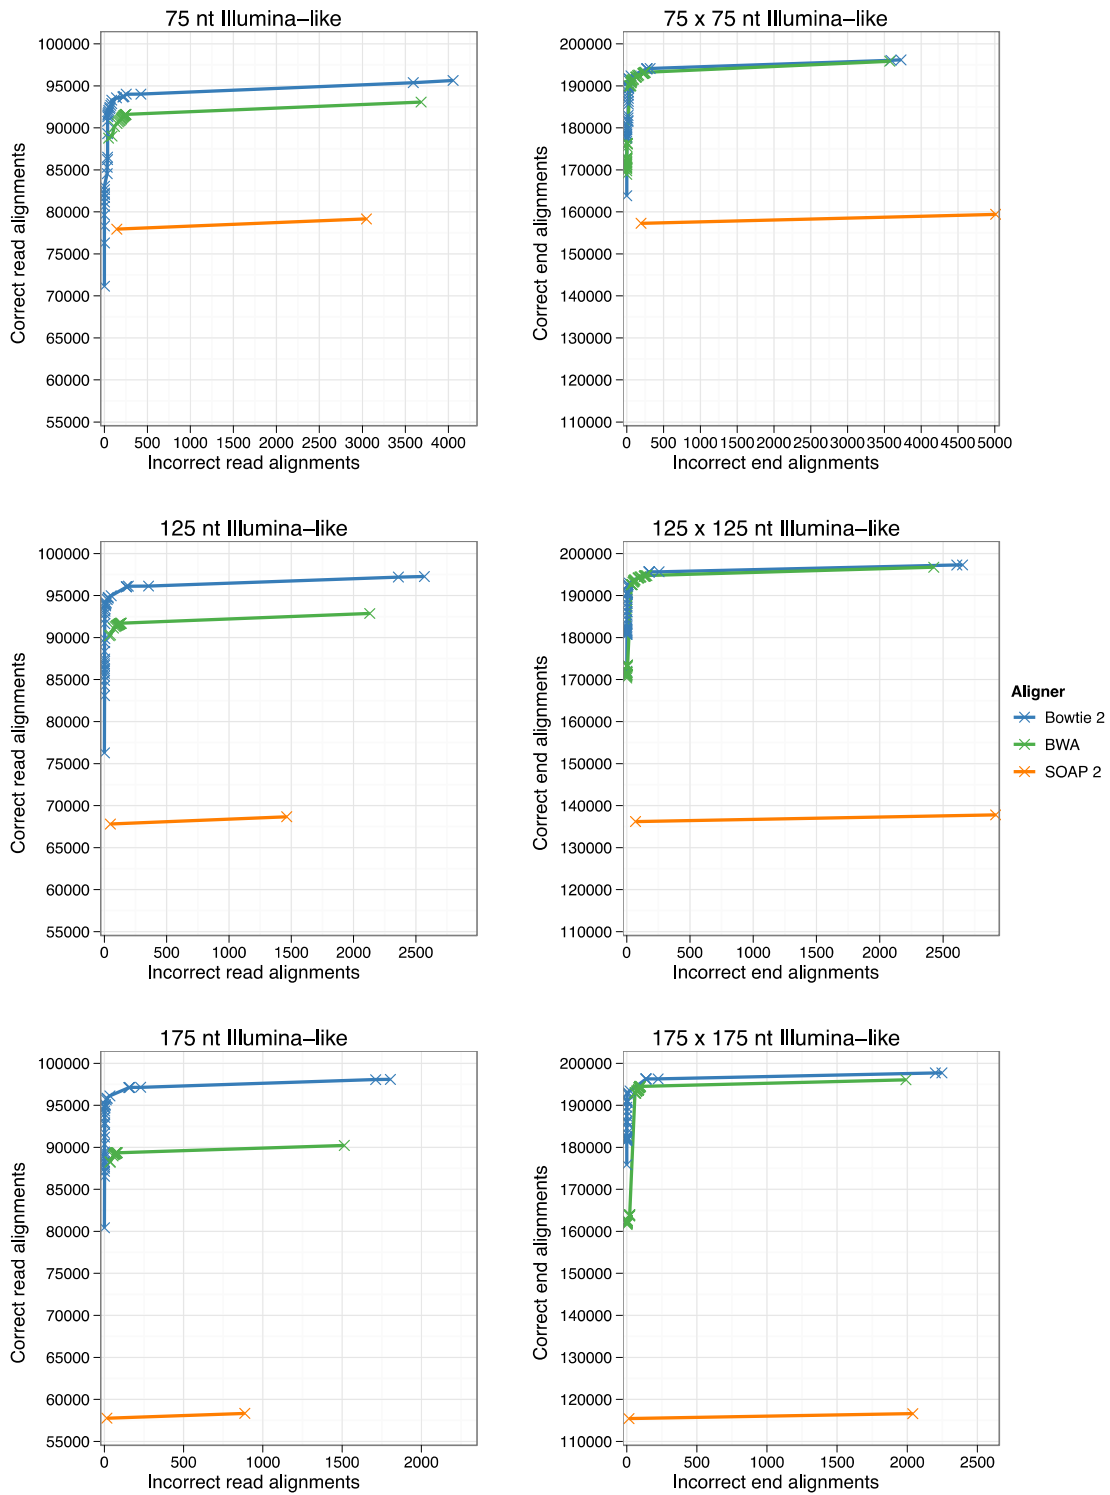 75 nt Illumina−like
100000
95000
90000
85000
80000
75000
70000
65000
60000
55000
Correct read alignments
0 500 1000 1500 2000 2500 3000 3500 4000
Incorrect read alignments
75 x 75 nt Illumina−like
200000
190000
180000
170000
160000
150000
140000
130000
120000
110000
Correct end alignments
0 500 1000 1500 2000 2500 3000 3500 4000 4500 5000
Incorrect end alignments
125 nt Illumina−like
100000
95000
90000
85000
80000
75000
70000
65000
60000
55000
Correct read alignments
0 500 1000 1500 2000 2500
Incorrect read alignments
125 x 125 nt Illumina−like
200000
190000
180000
170000
160000
150000
140000
130000
120000
110000
Correct end alignments
0 500 1000 1500 2000 2500
Incorrect end alignments
Aligner
Bowtie 2
BWA
SOAP 2
175 nt Illumina−like
100000
95000
90000
85000
80000
75000
70000
65000
60000
55000
Correct read alignments
0 500 1000 1500 2000
Incorrect read alignments
175 x 175 nt Illumina−like
200000
190000
180000
170000
160000
150000
140000
130000
120000
110000
Correct end alignments
0 500 1000 1500 2000 2500
Incorrect end alignments